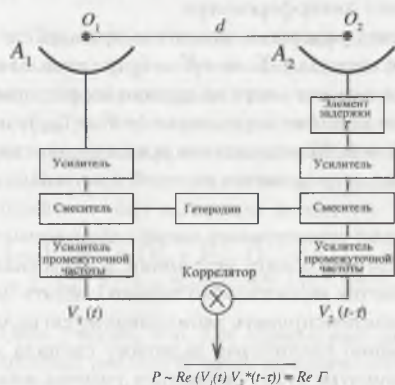 O₁ d O₂
A₁ A₂
Элемент
задержки
τ
Усилитель Усилитель
Смеситель Гетеродин Смеситель
Усилитель
промежуточной
частоты
Усилитель
промежуточной
частоты
Коррелятор
V₁(t) V₂(t-τ)
P ~ Re (V₁(t) V₂*(t-τ)) = Re Γ